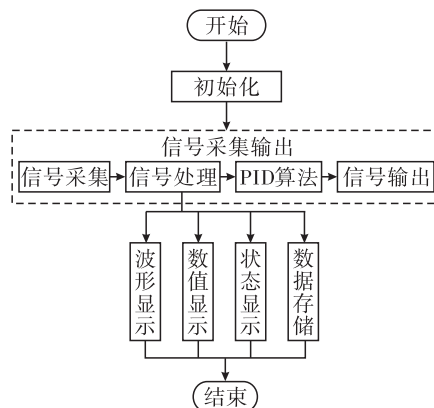 开始
初始化
信号采集输出
信号采集
信号处理
PID算法
信号输出
波形显示
数值显示
状态显示
数据存储
结束